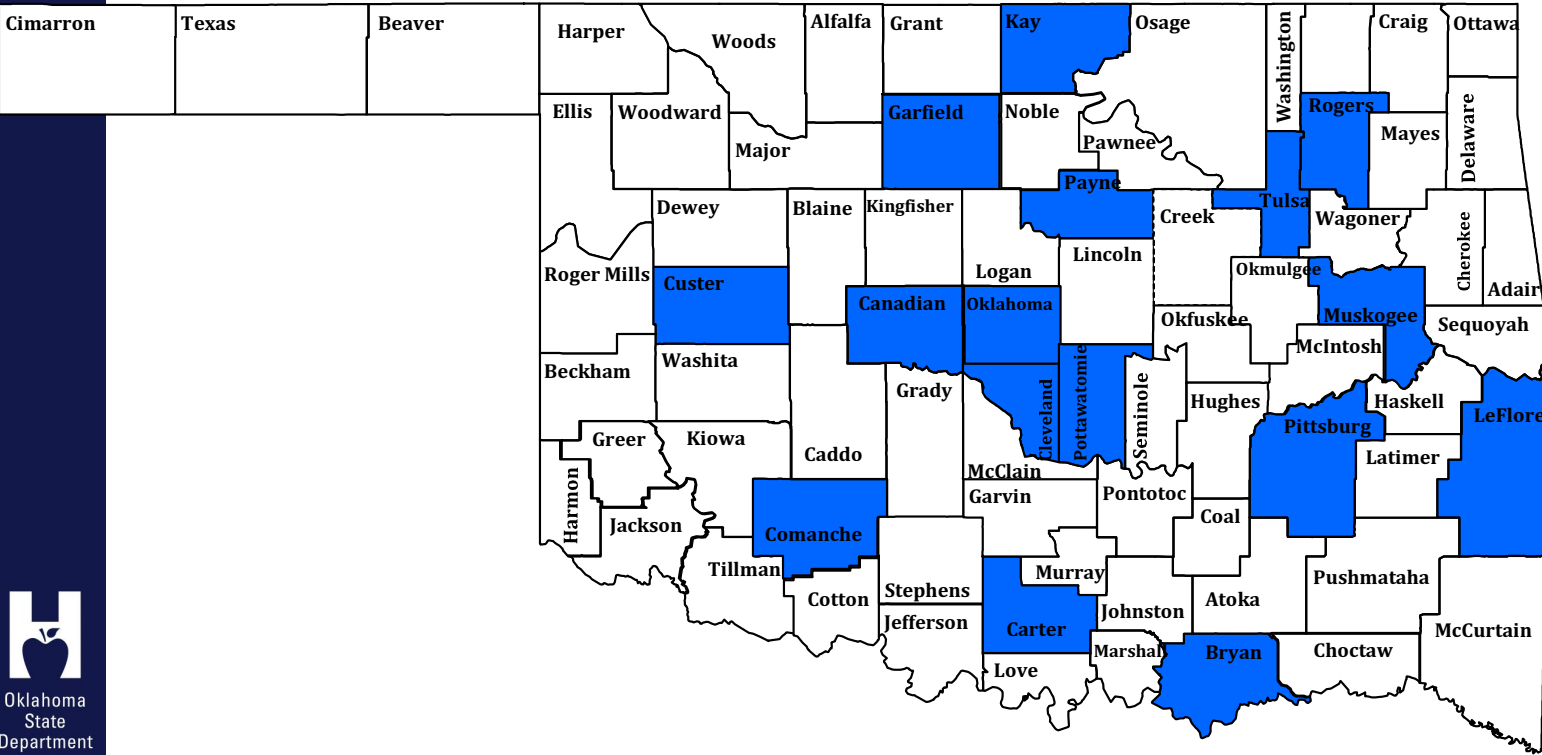 Cimarron
Texas
Beaver
Harper
Woods
Alfalfa
Grant
Kay
Osage
Washington
Craig
Ottawa
Ellis
Woodward
Major
Garfield
Noble
Pawnee
Rogers
Mayes
Delaware
Payne
Tulsa
Dewey
Blaine
Kingfisher
Logan
Lincoln
Creek
Wagoner
Cherokee
Adair
Roger Mills
Custer
Canadian
Oklahoma
Okmulgee
Okfuskee
Muskogee
Sequoyah
McIntosh
Beckham
Washita
Grady
Cleveland
Pottawatomie
Seminole
Hughes
Pittsburg
Haskell
LeFlore
Greer
Kiowa
Caddo
McClain
Latimer
Harmon
Jackson
Comanche
Garvin
Pontotoc
Coal
Tillman
Cotton
Stephens
Murray
Johnston
Atoka
Pushmataha
Jefferson
Carter
Love
Marshall
Bryan
Choctaw
McCurtain
Oklahoma
State
Department